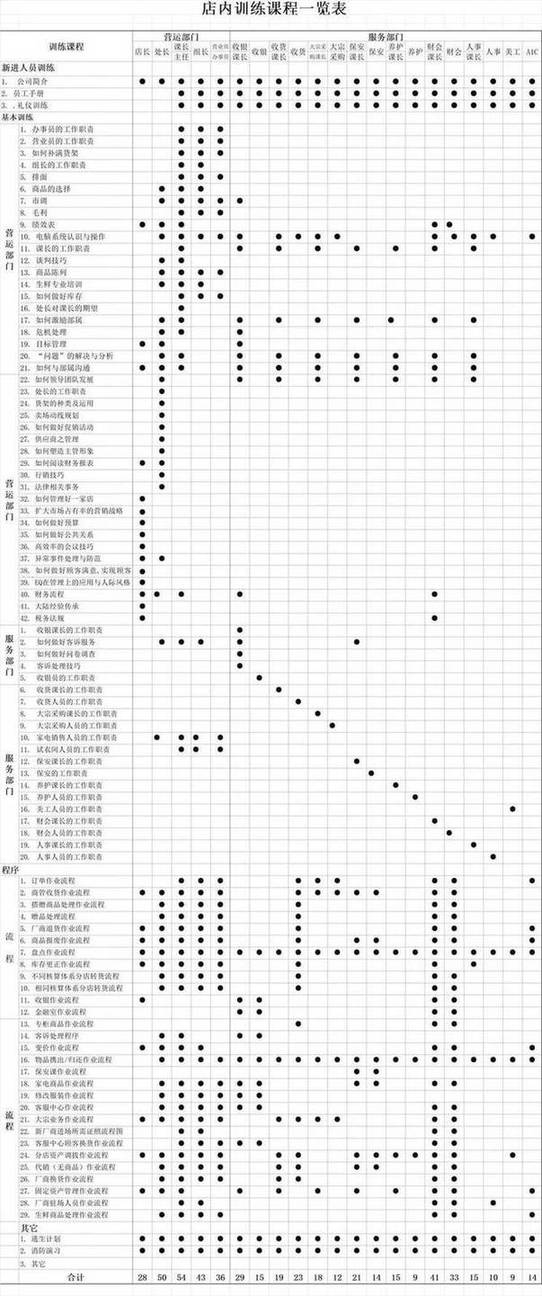 店内训练课程一览表
训练课程 营运部门 服务部门
店长 处长 课长主任 组长 营业员办事员 收银课长 收银 收货课长 收货 大宗采购课长 大宗采购 保安课长 保安 养护课长 养护 财会课长 财会 人事课长 人事 美工 AIC
新进人员训练
1. 公司简介
2. 员工手册
3. .礼仪训练
基本训练
营运部门
1. 办事员的工作职责
2. 营业员的工作职责
3. 如何补满货架
4. 组长的工作职责
5. 排面
6. 商品的选择
7. 市调
8. 毛利
9. 绩效表
10. 电脑系统认识与操作
11. 课长的工作职责
12. 谈判技巧
13. 商品陈列
14. 生鲜专业培训
15. 如何做好库存
16. 处长对课长的期望
17. 如何激励部属
18. 危机处理
19. 目标管理
20. “问题”的解决与分析
21. 如何与部属沟通
营运部门
22. 如何领导团队发展
23. 处长的工作职责
24. 货架的种类及运用
25. 卖场动线规划
26. 如何做好促销活动
27. 供应商之管理
28. 如何塑造主管形象
29. 如何阅读财务报表
30. 行销技巧
31. 法律相关事务
32. 如何管理好一家店
33. 扩大市场占有率的营销战略
34. 如何做好预算
35. 如何做好公共关系
36. 高效率的会议技巧
37. 异常事件处理与防范
38. 如何做好顾客满意,实现顾客
39. EQ在管理上的应用与人际风格
40. 财务流程
41. 大陆经验传承
42. 税务法规
服务部门
1. 收银课长的工作职责
2. 如何做好客诉服务
3. 如何做好问卷调查
4. 客诉处理技巧
5. 收银员的工作职责
服务部门
6. 收货课长的工作职责
7. 收货人员的工作职责
8. 大宗采购课长的工作职责
9. 大宗采购人员的工作职责
10. 家电销售人员的工作职责
11. 试衣间人员的工作职责
12. 保安课长的工作职责
13. 保安的工作职责
14. 养护课长的工作职责
15. 养护人员的工作职责
16. 美工人员的工作职责
17. 财会课长的工作职责
18. 财会人员的工作职责
19. 人事课长的工作职责
20. 人事人员的工作职责
程序
流程
1. 订单作业流程
2. 商管收货作业流程
3. 搭赠商品处理作业流程
4. 赠品处理流程
5. 厂商退货作业流程
6. 商品报废作业流程
7. 盘点作业流程
8. 库存更正作业流程
9. 不同核算体系分店转货流程
10. 相同核算体系分店转货流程
11. 收银作业流程
12. 金融室作业流程
流程
13. 专柜商品作业流程
14. 客诉处理程序
15. 变价作业流程
16. 物品携出/归还作业流程
17. 保安课作业流程
18. 家电商品作业流程
19. 修改服装作业流程
20. 客服中心作业流程
21. 大宗业务作业流程
22. 新厂商进场所需证照流程图
23. 客服中心顾客换货作业流程
24. 分店资产调拨作业流程
25. 代销（无商品）作业流程
26. 厂商换货作业流程
27. 固定资产管理作业流程
28. 厂商驻场人员作业流程
29. 生鲜商品处理作业流程
其它
1. 逃生计划
2. 消防演习
3. 其它
合计 28 50 54 43 36 29 15 19 23 18 12 21 14 15 9 41 33 15 10 9 14